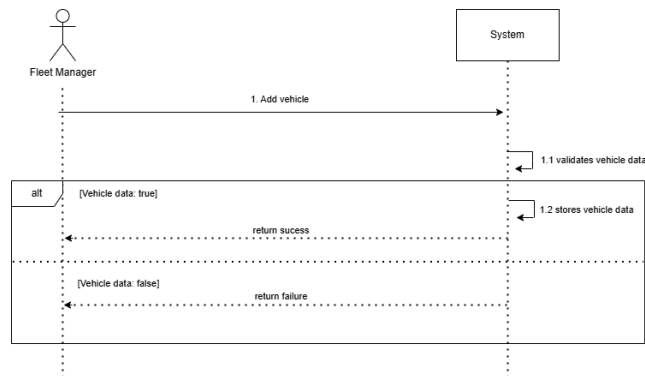 System
Fleet Manager
1. Add vehicle
1.1 validates vehicle data
alt
[Vehicle data: true]
1.2 stores vehicle data
return sucess
[Vehicle data: false]
return failure